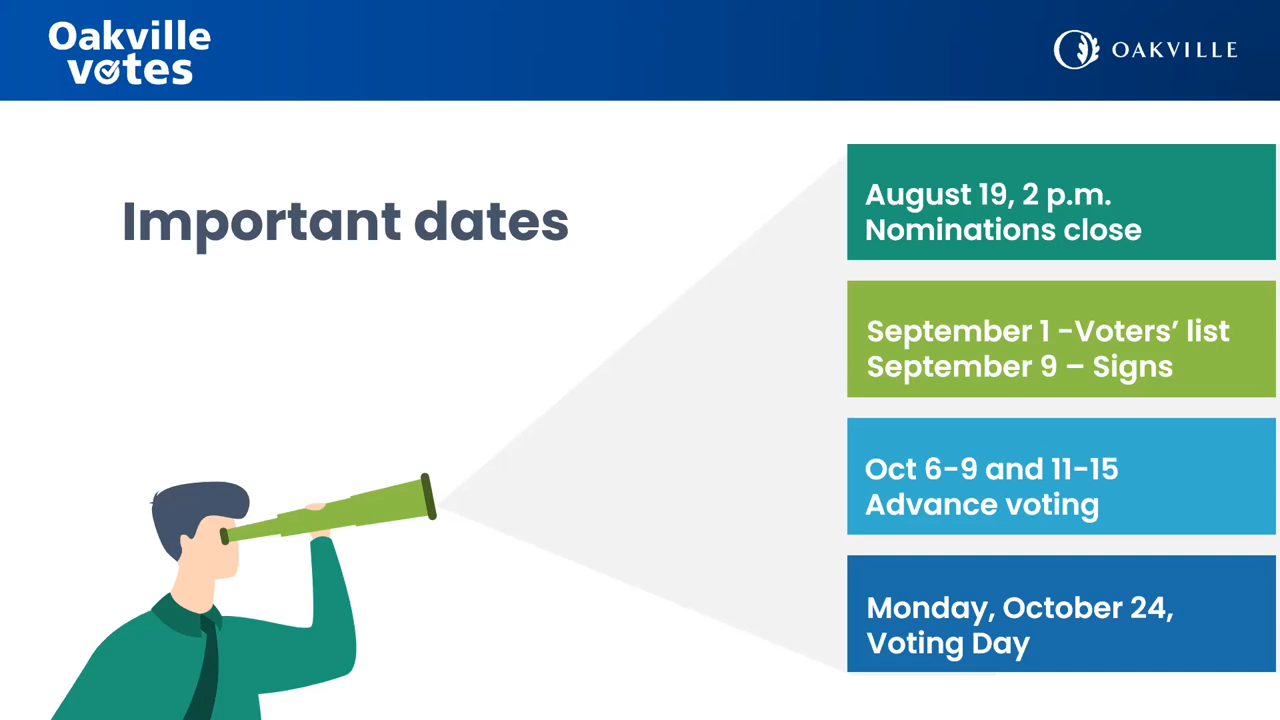 Oakville
votes
OAKVILLE
Important dates
August 19, 2 p.m.
Nominations close
September 1 -Voters’ list
September 9 – Signs
Oct 6-9 and 11-15
Advance voting
Monday, October 24,
Voting Day